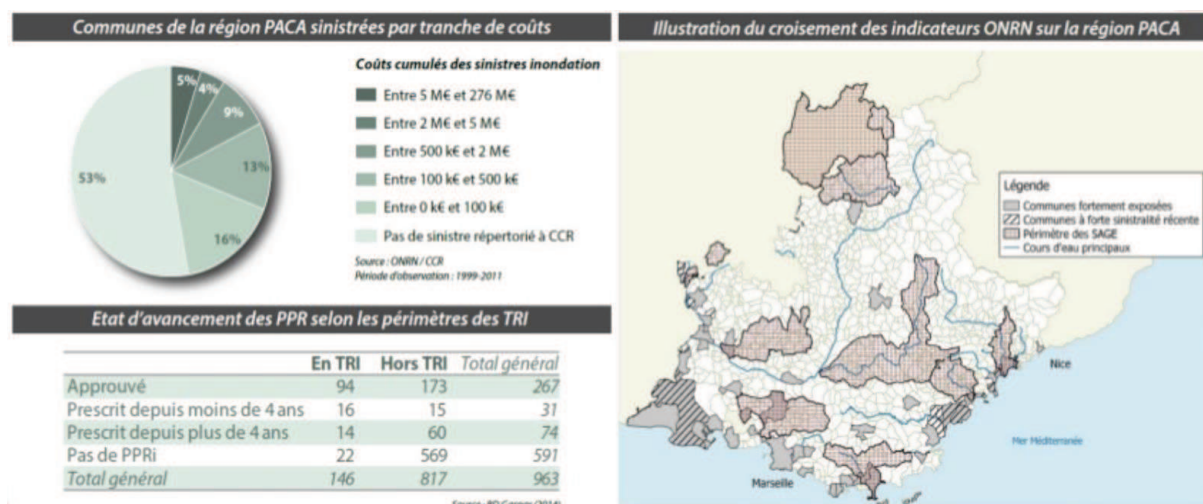 Communes de la région PACA sinistrées par tranche de coûts
5%
4%
9%
13%
16%
53%
Coûts cumulés des sinistres inondation
Entre 5 M€ et 276 M€
Entre 2 M€ et 5 M€
Entre 500 k€ et 2 M€
Entre 100 k€ et 500 k€
Entre 0 k€ et 100 k€
Pas de sinistre répertorié à CCR
Source : ONRN / CCR
Période d'observation : 1999-2011
Etat d'avancement des PPR selon les périmètres des TRI
En TRI Hors TRI Total général
Approuvé 94 173 267
Prescrit depuis moins de 4 ans 16 15 31
Prescrit depuis plus de 4 ans 14 60 74
Pas de PPRi 22 569 591
Total général 146 817 963
Illustration du croisement des indicateurs ONRN sur la région PACA
Légende
Communes fortement exposées
Communes à forte sinistralité récente
Périmètre des SAGE
Cours d'eau principaux
Nice
Mer Méditerranée
Marseille